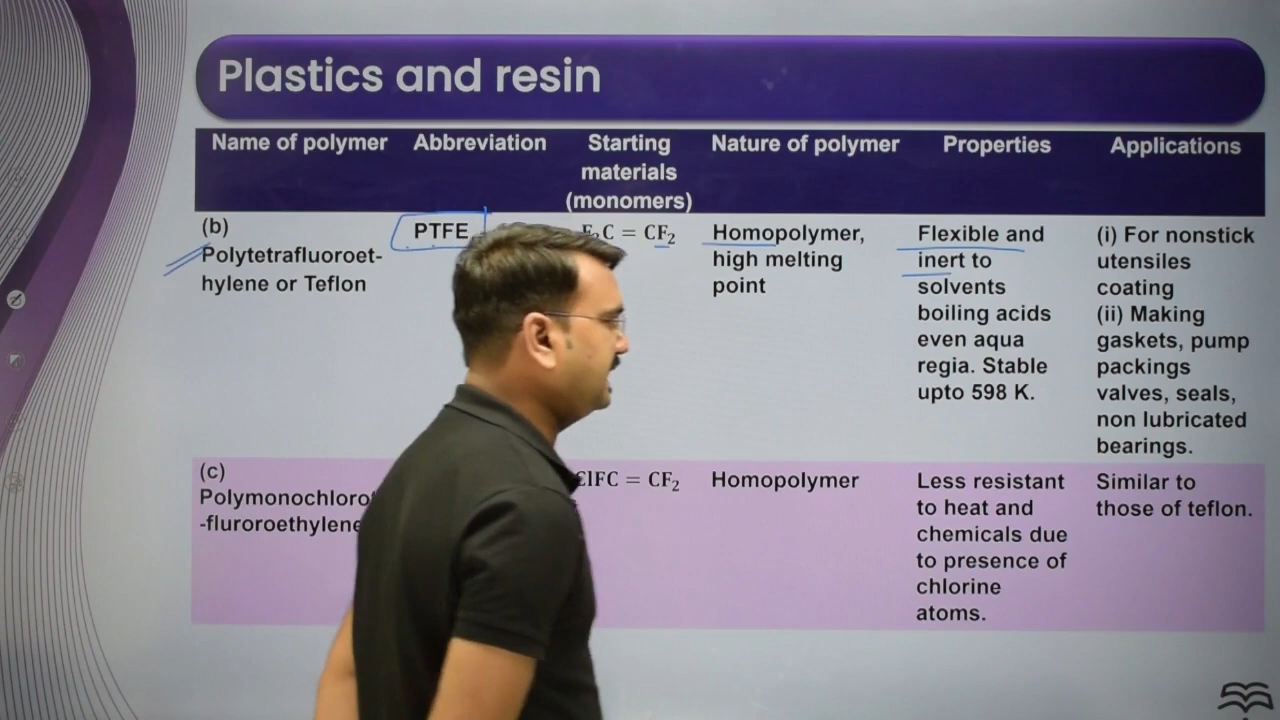 Plastics and resin
Name of polymer
Abbreviation
Starting
materials
(monomers)
Nature of polymer
Properties
Applications
(b)
Polytetrafluoroet-
hylene or Teflon
PTFE
F₂C = CF₂
Homopolymer,
high melting
point
Flexible and
inert to
solvents
boiling acids
even aqua
regia. Stable
upto 598 K.
(i) For nonstick
utensiles
coating
(ii) Making
gaskets, pump
packings
valves, seals,
non lubricated
bearings.
(c)
Polymonochlorot
-fluroroethylene
ClFC = CF₂
Homopolymer
Less resistant
to heat and
chemicals due
to presence of
chlorine
atoms.
Similar to
those of teflon.